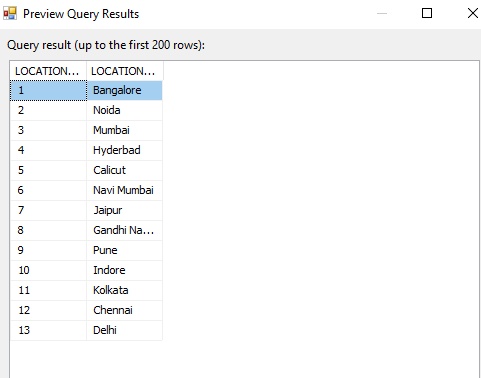 Preview Query Results
Query result (up to the first 200 rows):
LOCATION... LOCATION...
1 Bangalore
2 Noida
3 Mumbai
4 Hyderbad
5 Calicut
6 Navi Mumbai
7 Jaipur
8 Gandhi Na...
9 Pune
10 Indore
11 Kolkata
12 Chennai
13 Delhi